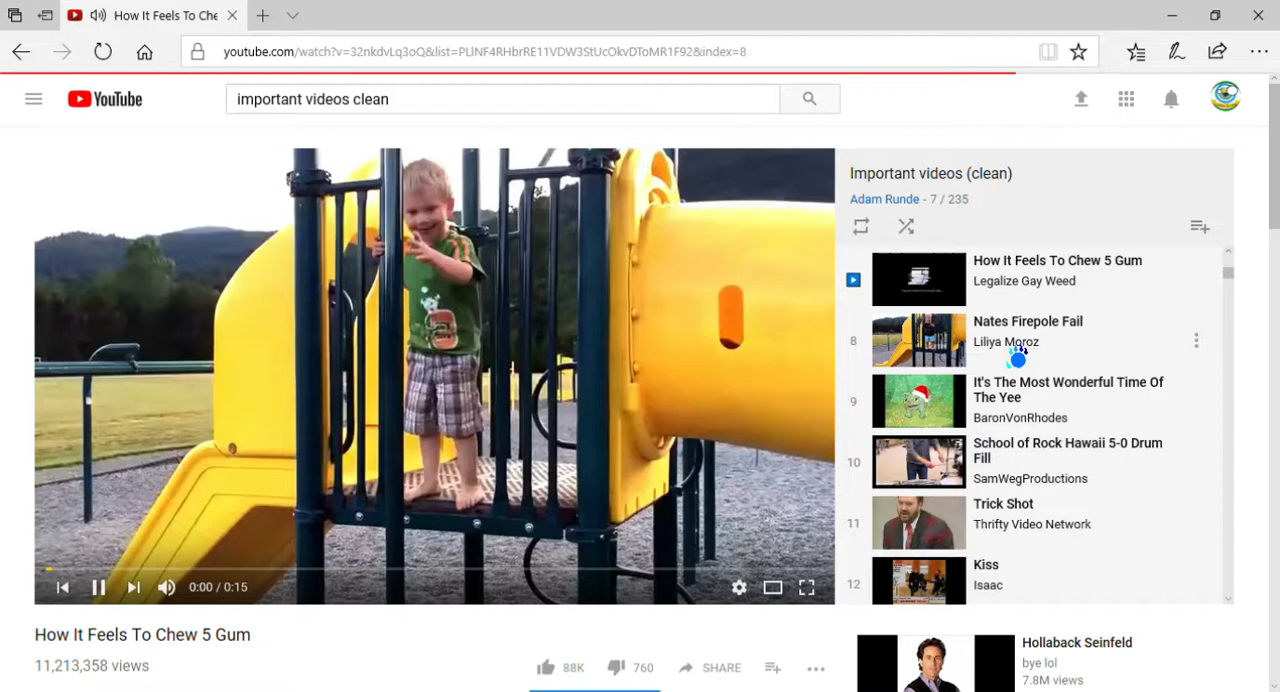 How It Feels To Che
youtube.com/watch?v=32nkdvLq3oQ&list=PLlNF4RHbrRE11VDW3StUcOkvDToMR1F92&index=8
YouTube
important videos clean
Important videos (clean)
Adam Runde - 7 / 235
How It Feels To Chew 5 Gum
Legalize Gay Weed
8
Nates Firepole Fail
Liliya Moroz
9
It's The Most Wonderful Time Of
The Yee
BaronVonRhodes
10
School of Rock Hawaii 5-0 Drum
Fill
SamWegProductions
11
Trick Shot
Thrifty Video Network
12
Kiss
Isaac
0:00 / 0:15
How It Feels To Chew 5 Gum
11,213,358 views
88K
760
SHARE
Hollaback Seinfeld
bye lol
7.8M views